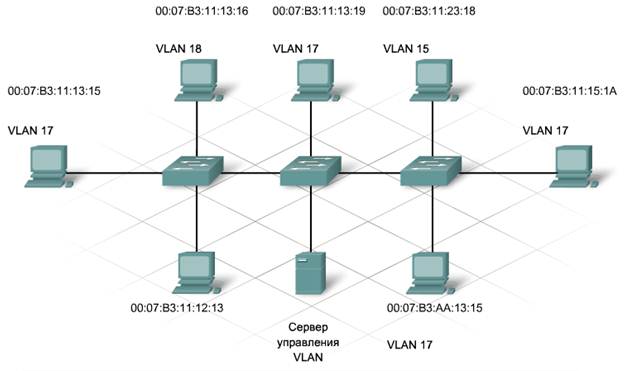 00:07:B3:11:13:16
00:07:B3:11:13:19
00:07:B3:11:23:18
VLAN 18
VLAN 17
VLAN 15
00:07:B3:11:13:15
00:07:B3:11:15:1A
VLAN 17
VLAN 17
00:07:B3:11:12:13
00:07:B3:AA:13:15
Сервер
управления
VLAN
VLAN 17